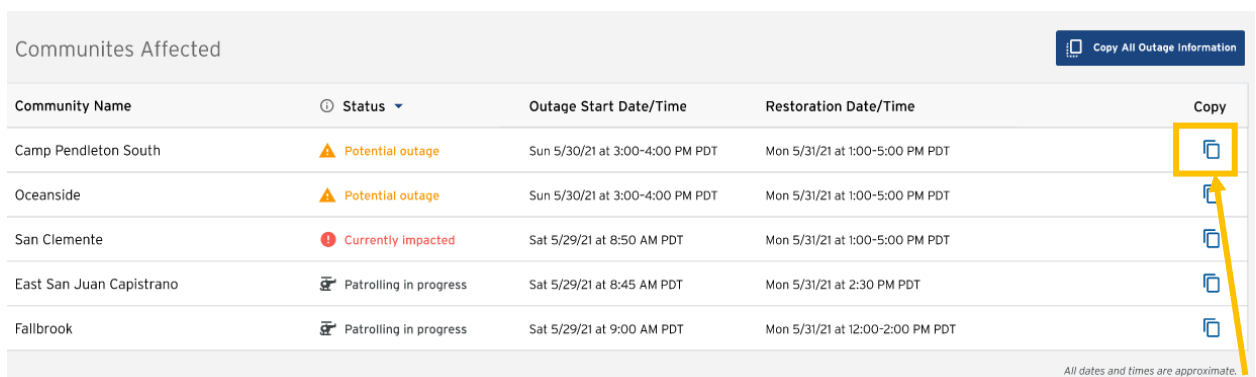 Communites Affected
Copy All Outage Information
Community Name Status Outage Start Date/Time Restoration Date/Time Copy
Camp Pendleton South Potential outage Sun 5/30/21 at 3:00-4:00 PM PDT Mon 5/31/21 at 1:00-5:00 PM PDT
Oceanside Potential outage Sun 5/30/21 at 3:00-4:00 PM PDT Mon 5/31/21 at 1:00-5:00 PM PDT
San Clemente Currently impacted Sat 5/29/21 at 8:50 AM PDT Mon 5/31/21 at 1:00-5:00 PM PDT
East San Juan Capistrano Patrolling in progress Sat 5/29/21 at 8:45 AM PDT Mon 5/31/21 at 2:30 PM PDT
Fallbrook Patrolling in progress Sat 5/29/21 at 9:00 AM PDT Mon 5/31/21 at 12:00-2:00 PM PDT
All dates and times are approximate.